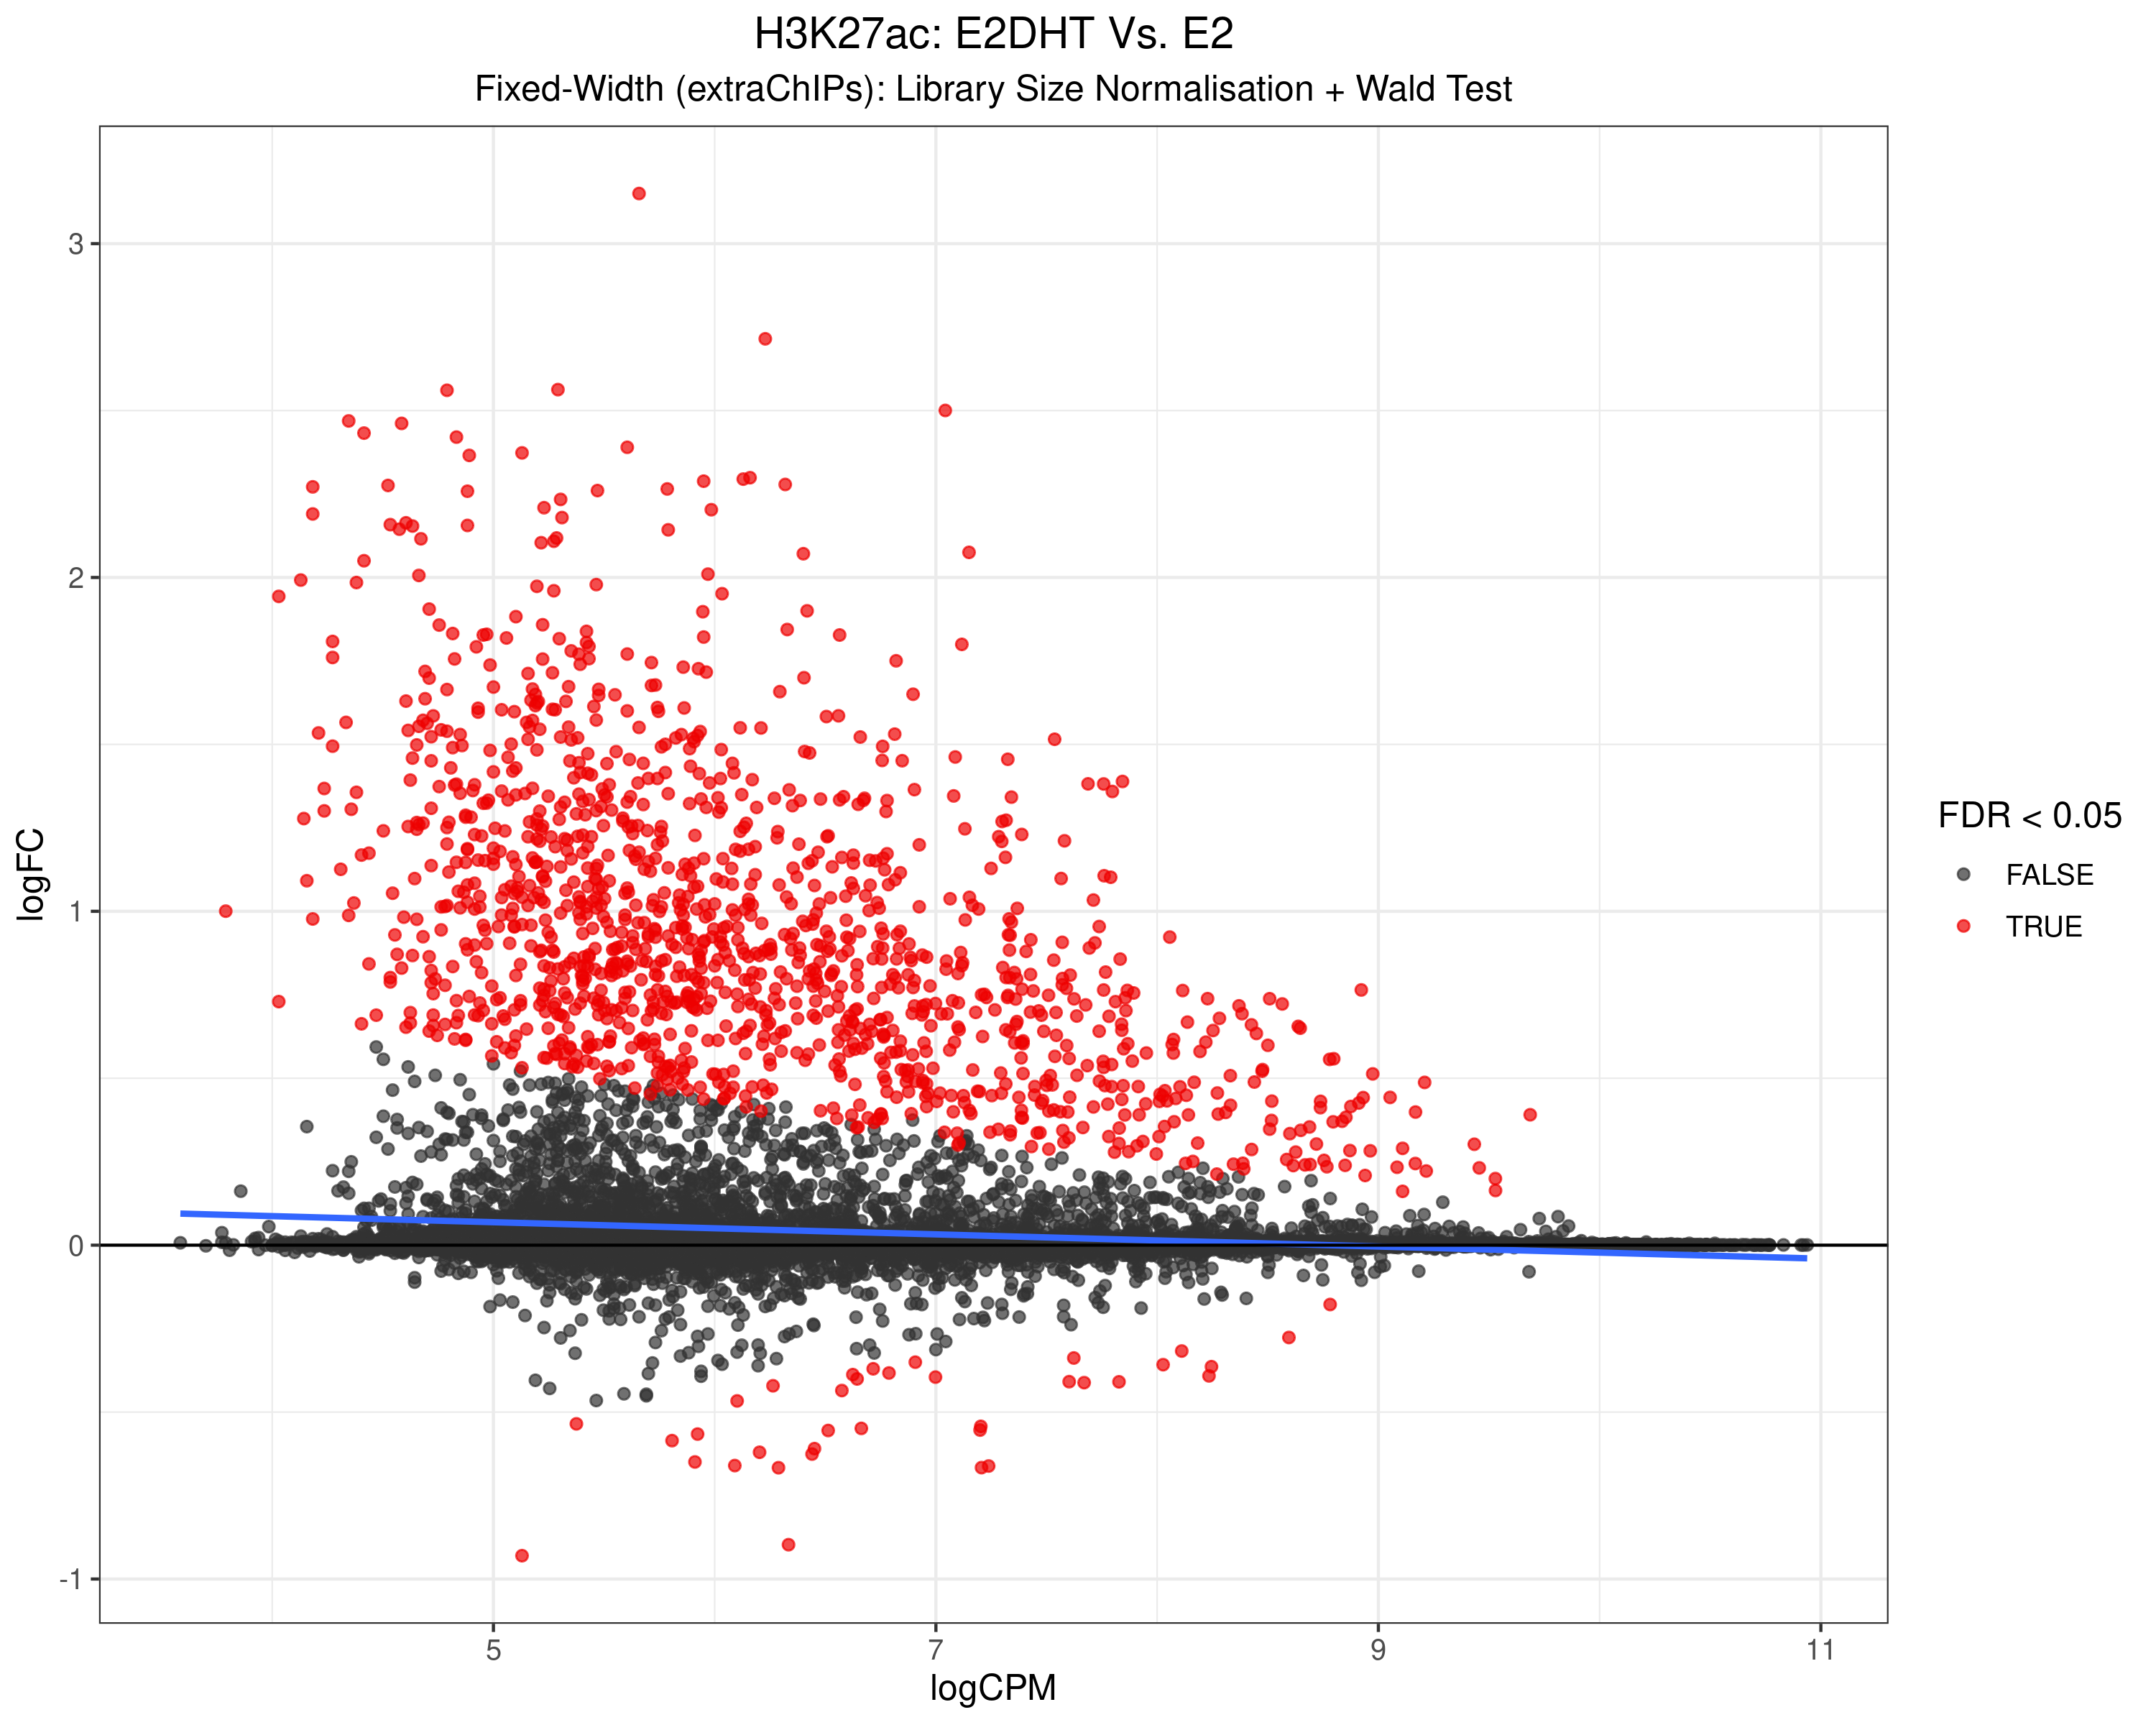 H3K27ac: E2DHT Vs. E2
Fixed-Width (extraChIPs): Library Size Normalisation + Wald Test
3
2
1
0
-1
logFC
5
7
9
11
logCPM
FDR < 0.05
FALSE
TRUE